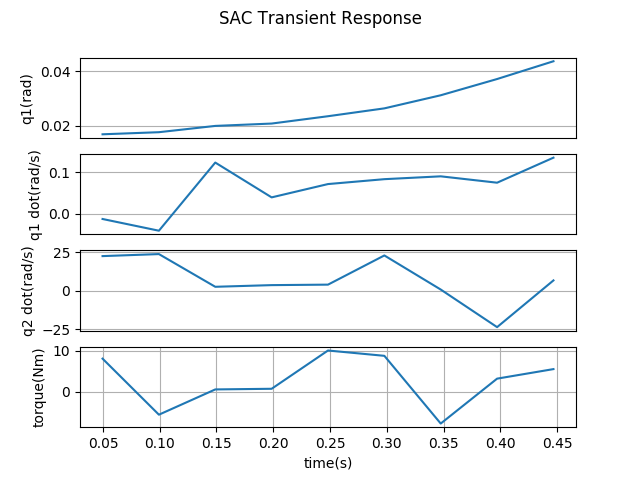 SAC Transient Response
q1(rad)
0.04
0.02
q1 dot(rad/s)
0.1
0.0
q2 dot(rad/s)
25
0
−25
torque(Nm)
10
0
0.05 0.10 0.15 0.20 0.25 0.30 0.35 0.40 0.45
time(s)